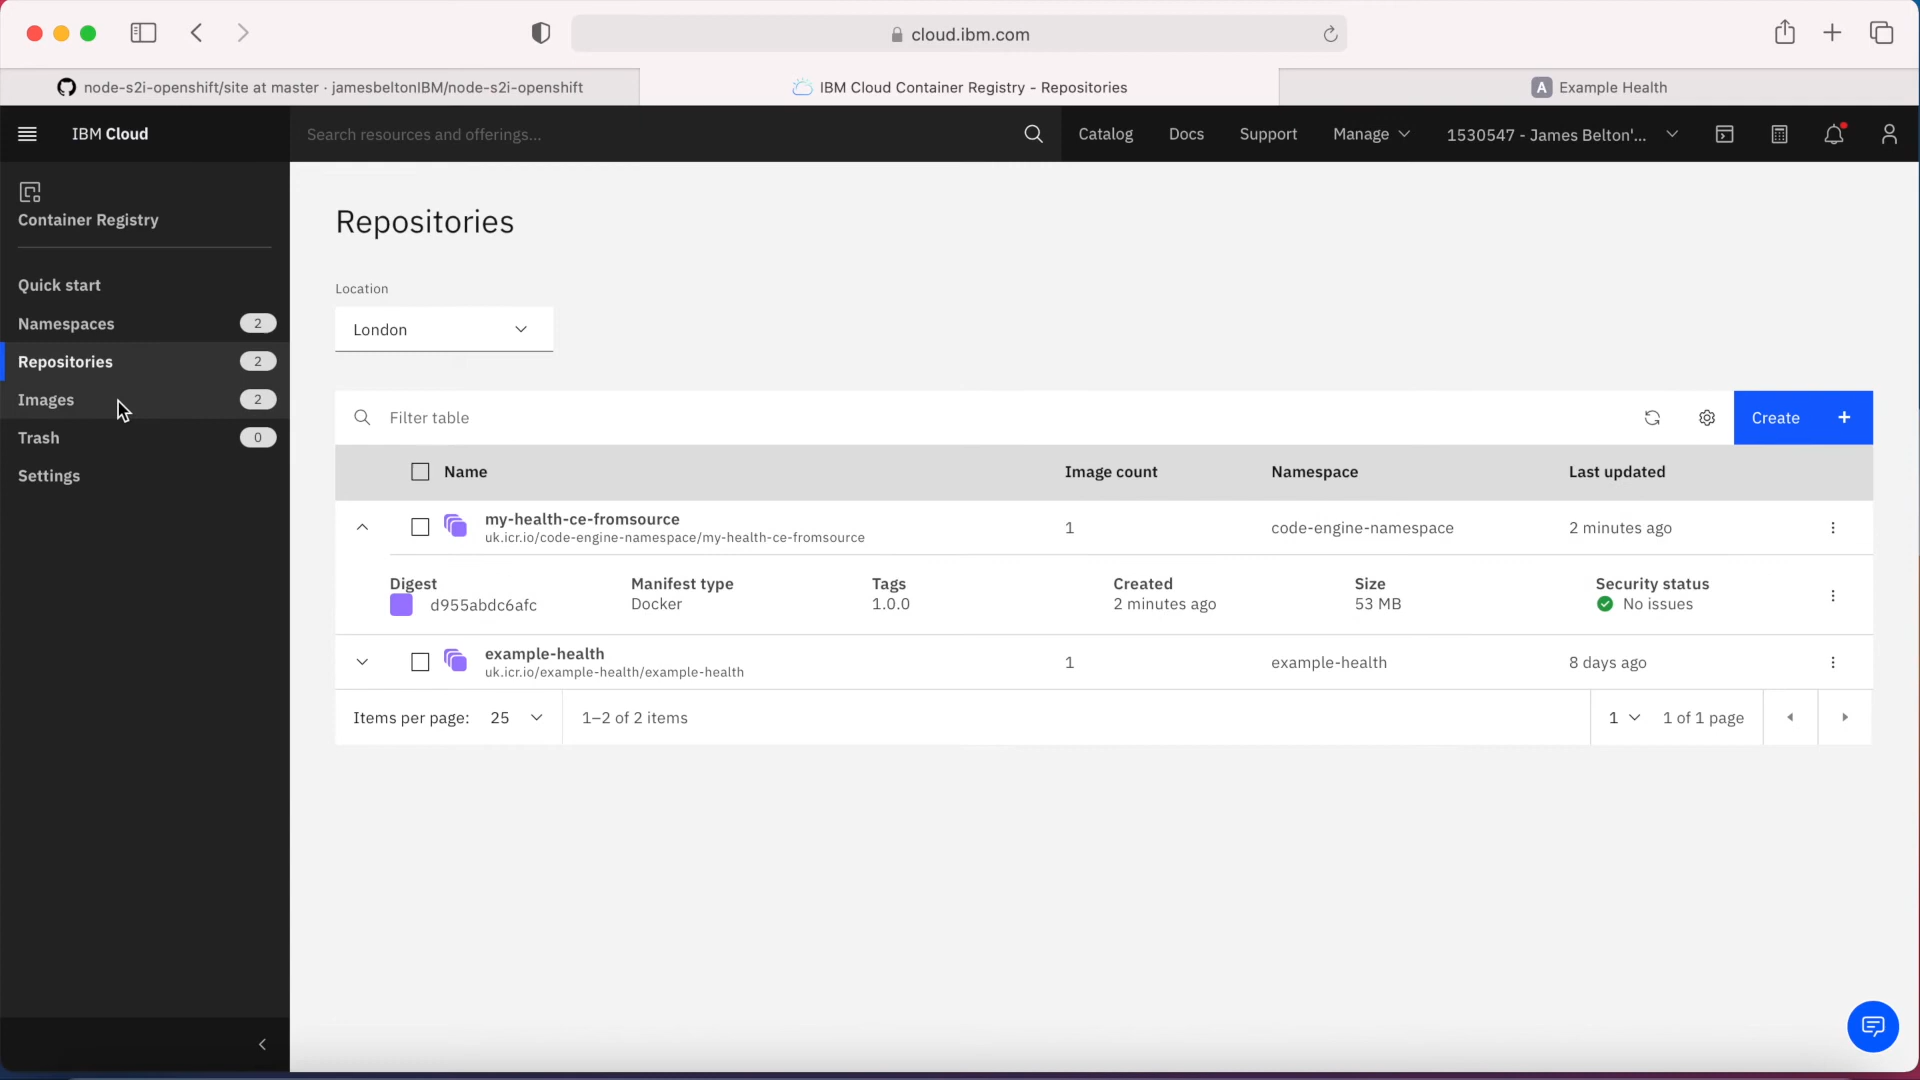 cloud.ibm.com
node-s2i-openshift/site at master · jamesbeltonIBM/node-s2i-openshift
IBM Cloud Container Registry - Repositories
A Example Health
IBM Cloud
Search resources and offerings...
Catalog
Docs
Support
Manage
1530547 - James Belton'...
Container Registry
Quick start
Namespaces 2
Repositories 2
Images 2
Trash 0
Settings
Repositories
Location
London
Filter table
Create +
Name Image count Namespace Last updated
my-health-ce-fromsource
uk.icr.io/code-engine-namespace/my-health-ce-fromsource
1 code-engine-namespace 2 minutes ago
Digest Manifest type Tags Created Size Security status
d955abdc6afc Docker 1.0.0 2 minutes ago 53 MB No issues
example-health
uk.icr.io/example-health/example-health
1 example-health 8 days ago
Items per page: 25 1–2 of 2 items 1 1 of 1 page